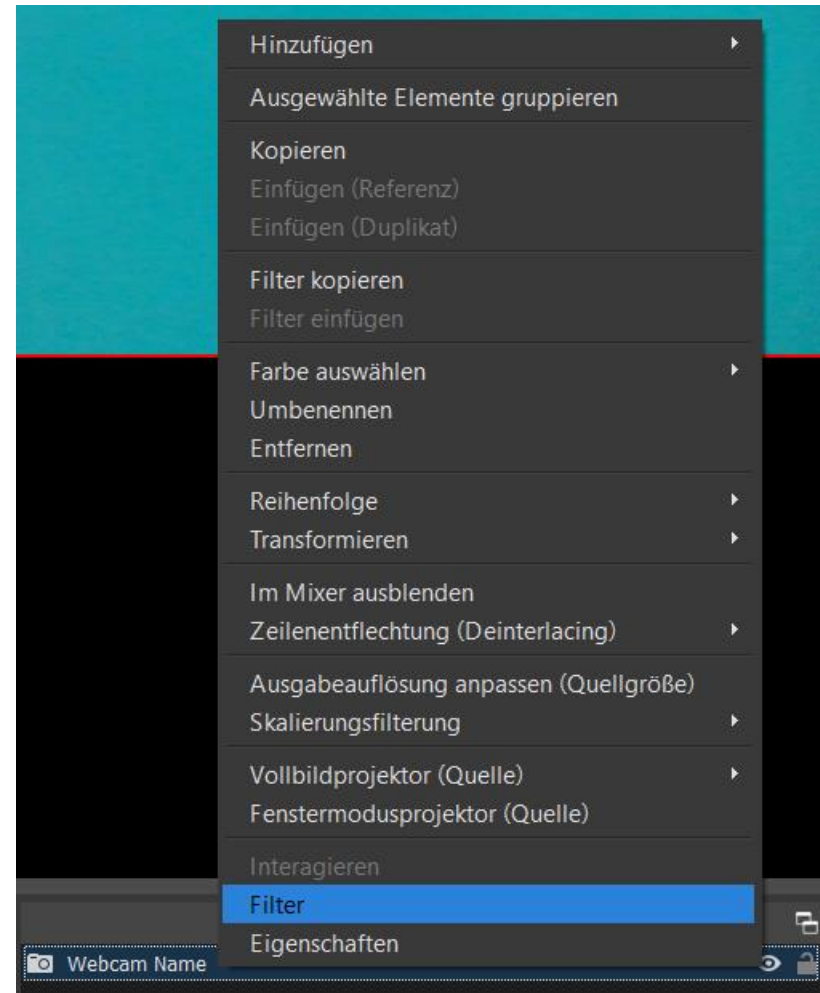 Hinzufügen
Ausgewählte Elemente gruppieren
Kopieren
Einfügen (Referenz)
Einfügen (Duplikat)
Filter kopieren
Filter einfügen
Farbe auswählen
Umbenennen
Entfernen
Reihenfolge
Transformieren
Im Mixer ausblenden
Zeilenentflechtung (Deinterlacing)
Ausgabeauflösung anpassen (Quellgröße)
Skalierungsfilterung
Vollbildprojektor (Quelle)
Fenstermodusprojektor (Quelle)
Interagieren
Filter
Eigenschaften
Webcam Name